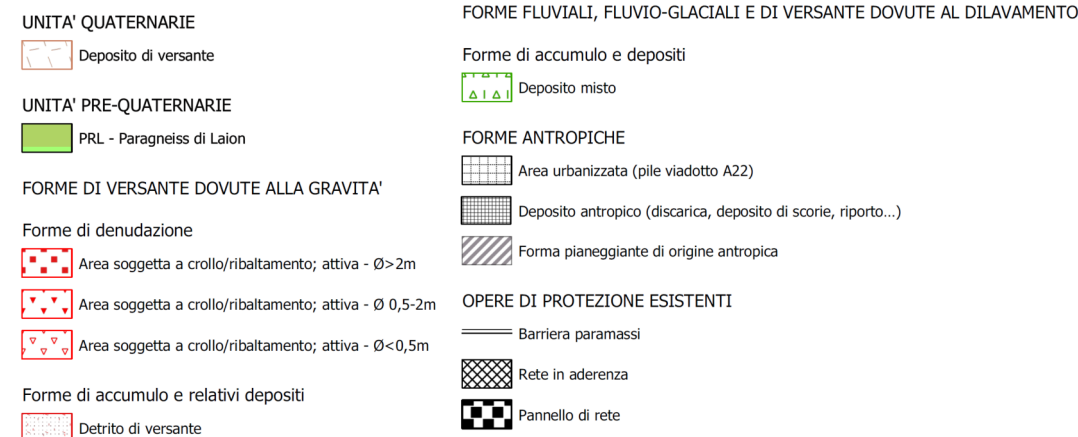 UNITA' QUATERNARIE
Deposito di versante
UNITA' PRE-QUATERNARIE
PRL - Paragneiss di Laion
FORME DI VERSANTE DOVUTE ALLA GRAVITA'
Forme di denudazione
Area soggetta a crollo/ribaltamento; attiva - Ø>2m
Area soggetta a crollo/ribaltamento; attiva - Ø 0,5-2m
Area soggetta a crollo/ribaltamento; attiva - Ø<0,5m
Forme di accumulo e relativi depositi
Detrito di versante
FORME FLUVIALI, FLUVIO-GLACIALI E DI VERSANTE DOVUTE AL DILAVAMENTO
Forme di accumulo e depositi
Deposito misto
FORME ANTROPICHE
Area urbanizzata (pile viadotto A22)
Deposito antropico (discarica, deposito di scorie, riporto...)
Forma pianeggiante di origine antropica
OPERE DI PROTEZIONE ESISTENTI
Barriera paramassi
Rete in aderenza
Pannello di rete